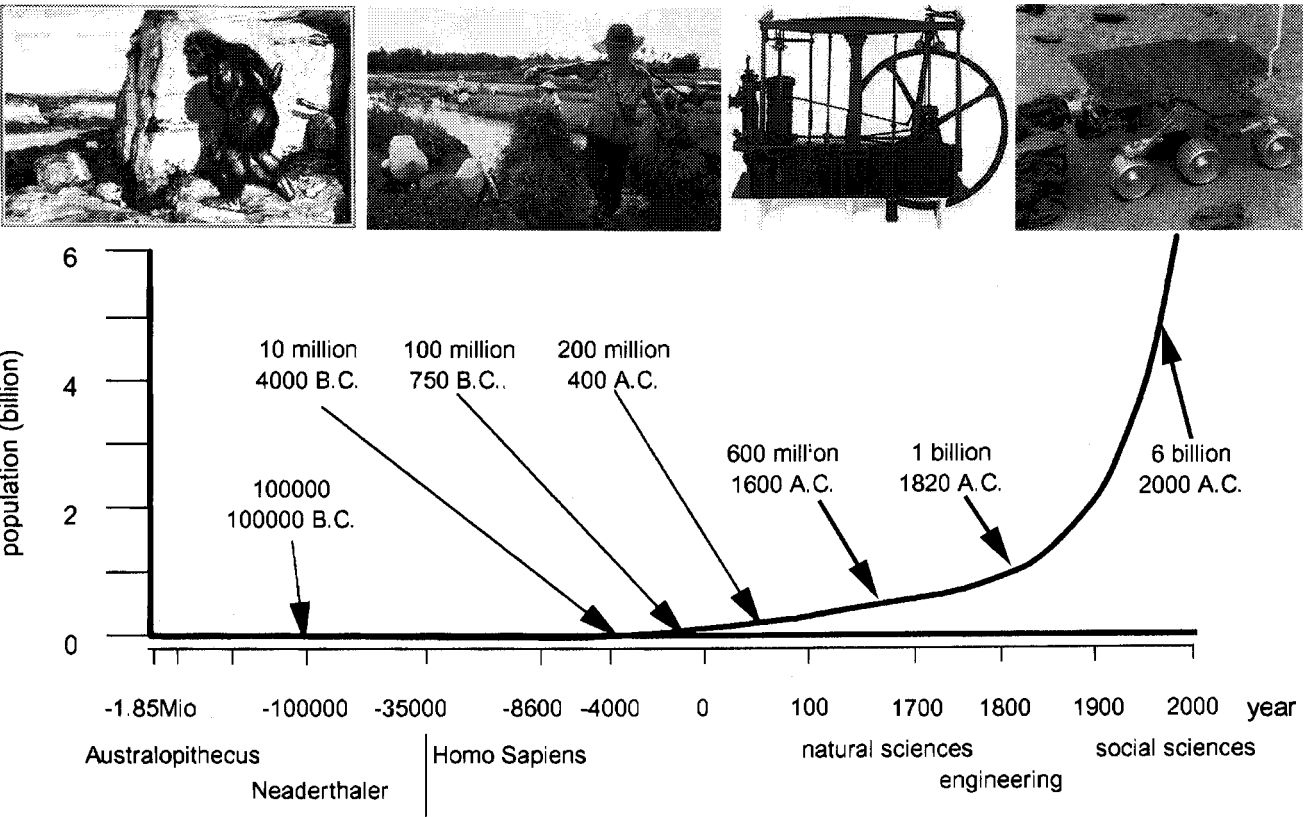 6
4
2
0
population (billion)
10 million
4000 B.C.
100 million
750 B.C..
200 million
400 A.C.
100000
100000 B.C.
600 million
1600 A.C.
1 billion
1820 A.C.
6 billion
2000 A.C.
-1.85Mio -100000 -35000 -8600 -4000 0 100 1700 1800 1900 2000 year
Australopithecus Homo Sapiens natural sciences social sciences
Neaderthaler engineering